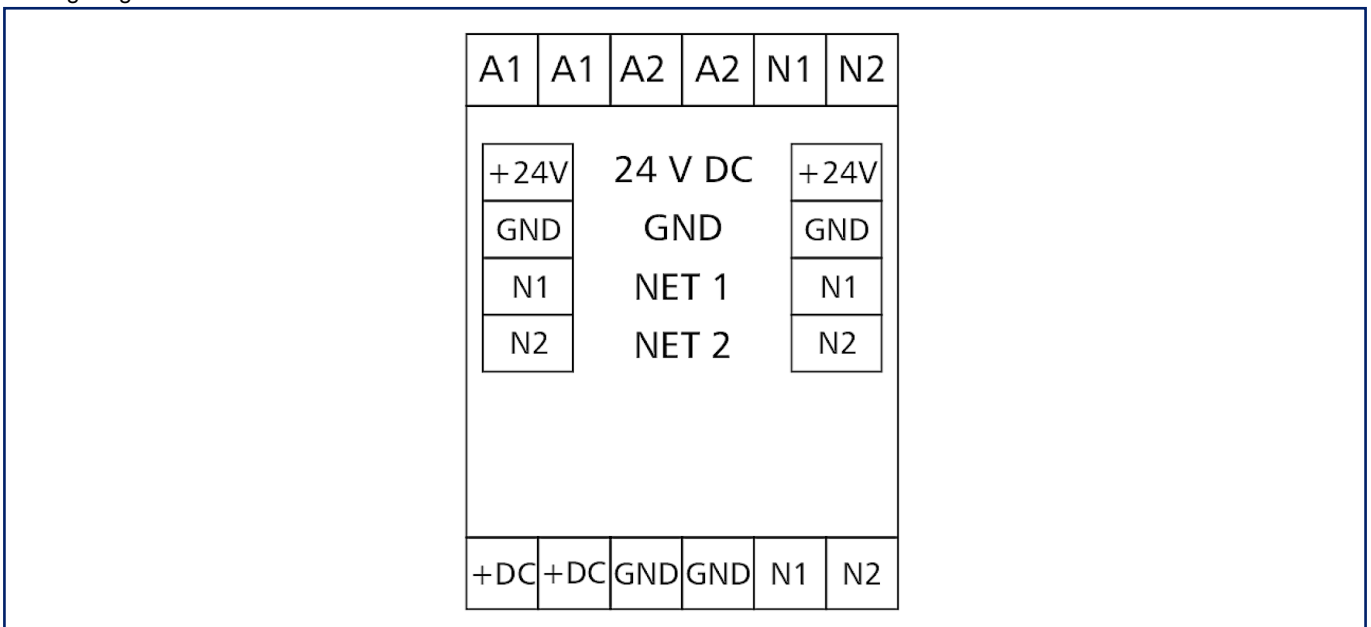 A1 A1 A2 A2 N1 N2
+24V 24 V DC +24V
GND GND GND
N1 NET 1 N1
N2 NET 2 N2
+DC +DC GND GND N1 N2